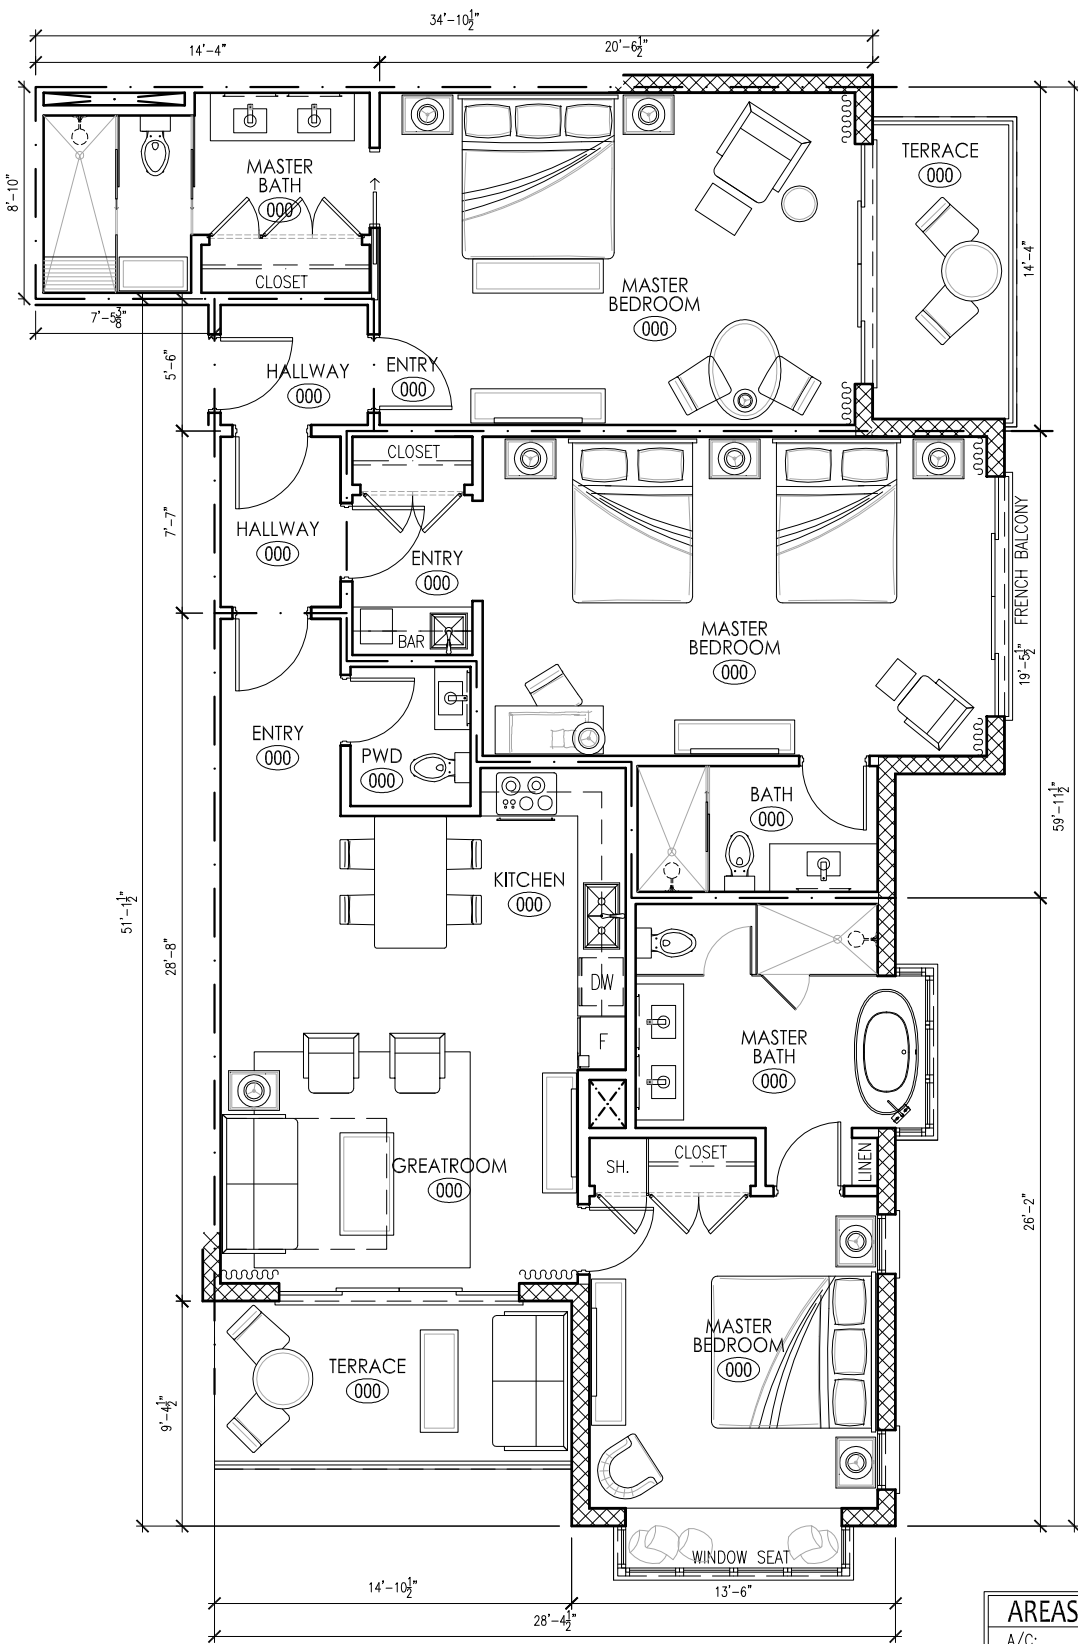 34'-10½"
14'-4"
20'-6½"
8'-10"
MASTER
BATH
000
CLOSET
TERRACE
000
14'-4"
MASTER
BEDROOM
000
7'-5⅜"
5'-6"
HALLWAY
000
ENTRY
000
CLOSET
7'-7"
HALLWAY
000
ENTRY
000
BAR
FRENCH BALCONY
19'-5½"
MASTER
BEDROOM
000
ENTRY
000
PWD
000
BATH
000
59'-11½"
KITCHEN
000
51'-1½"
28'-8"
DW
F
MASTER
BATH
000
GREATROOM
000
SH.
CLOSET
LINEN
26'-2"
MASTER
BEDROOM
000
TERRACE
000
9'-4½"
WINDOW SEAT
14'-10½"
13'-6"
28'-4½"
AREAS
A/C: